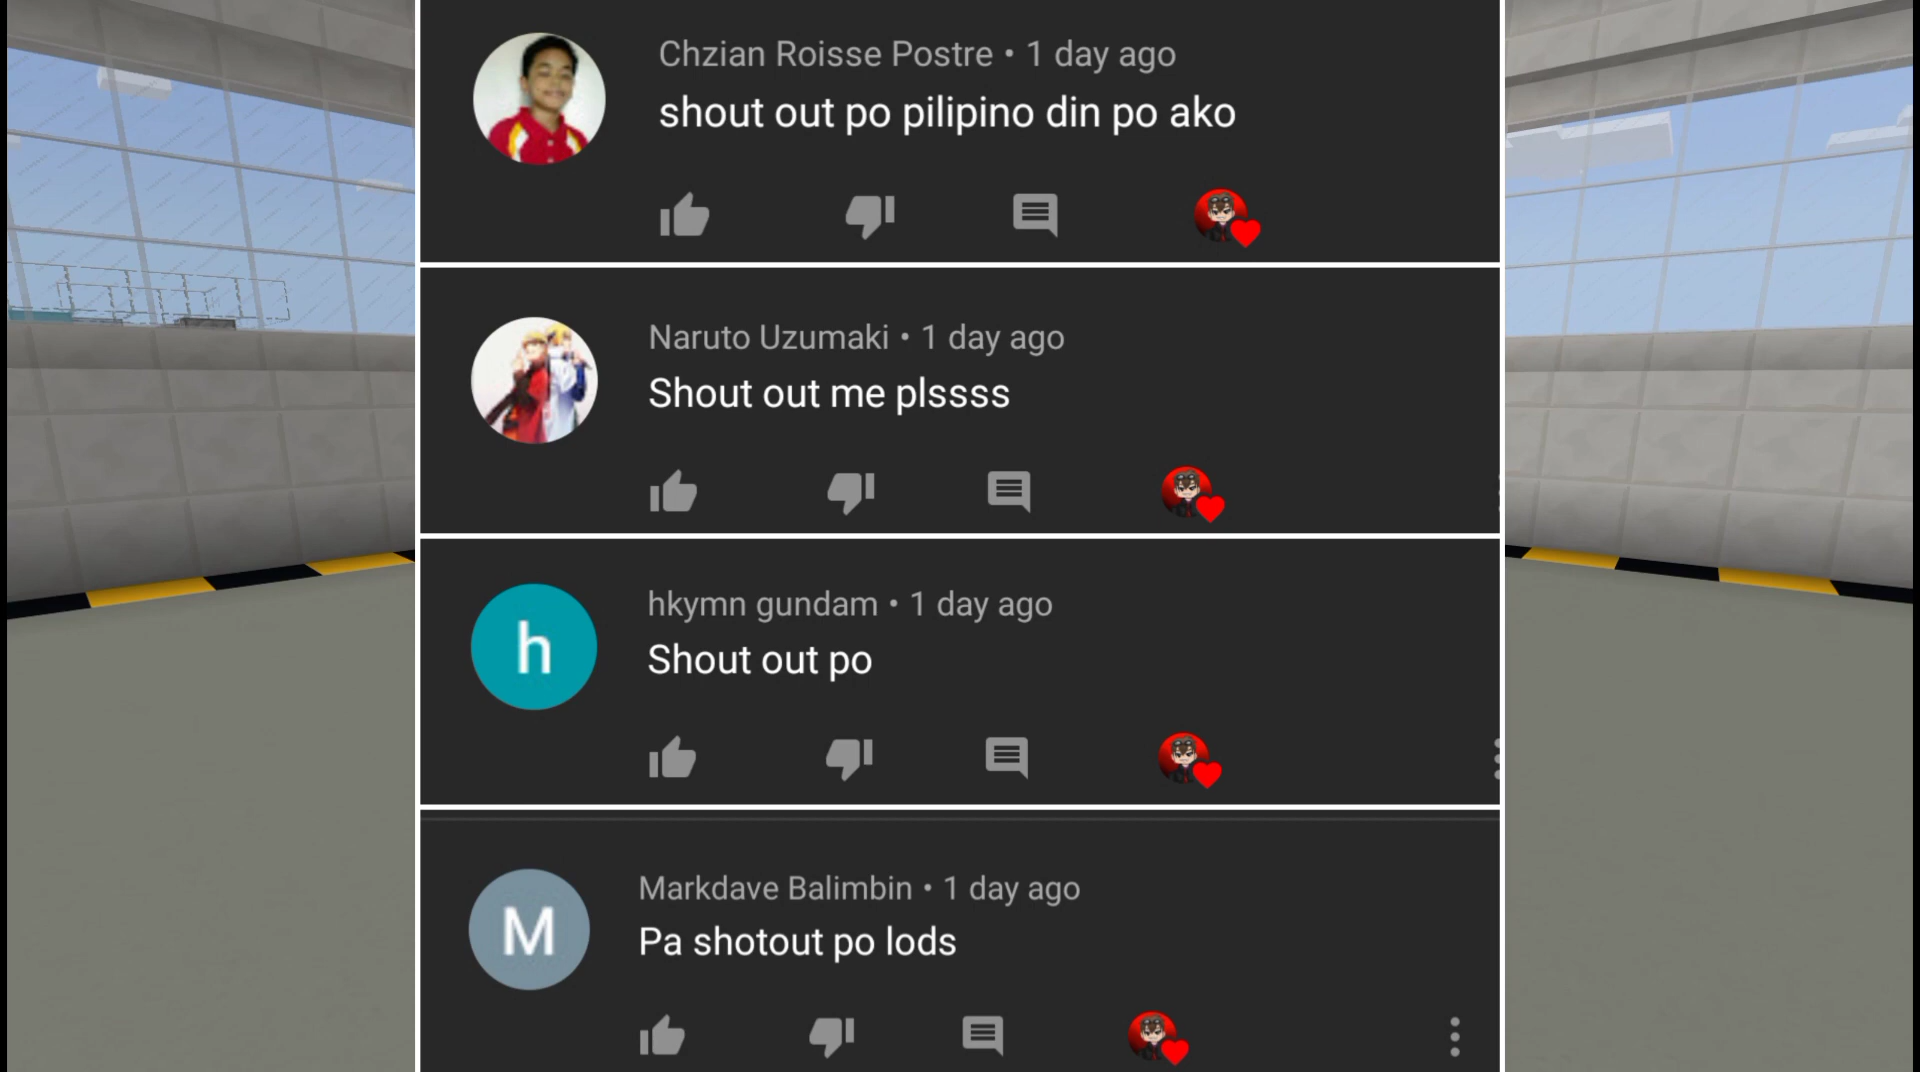 Chzian Roisse Postre • 1 day ago
shout out po pilipino din po ako
Naruto Uzumaki • 1 day ago
Shout out me plssss
h
hkymn gundam • 1 day ago
Shout out po
M
Markdave Balimbin • 1 day ago
Pa shotout po lods